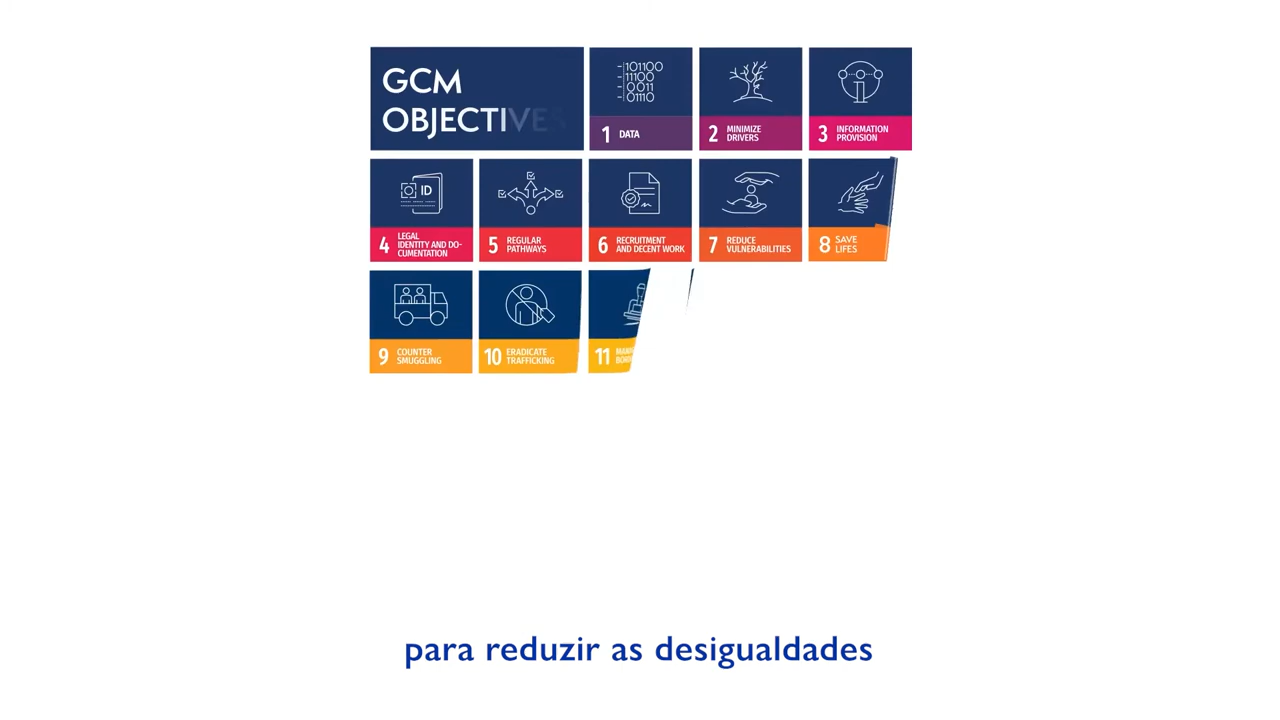 GCM
OBJECTIVE
101100
11100
0011
01110
1 DATA
2 MINIMIZE
DRIVERS
3 INFORMATION
PROVISION
ID
4 LEGAL
IDENTITY AND DO-
CUMENTATION
5 REGULAR
PATHWAYS
6 RECRUITMENT
AND DECENT WORK
7 REDUCE
VULNERABILITIES
8 SAVE
LIFES
9 COUNTER
SMUGGLING
10 ERADICATE
TRAFFICKING
11
para reduzir as desigualdades